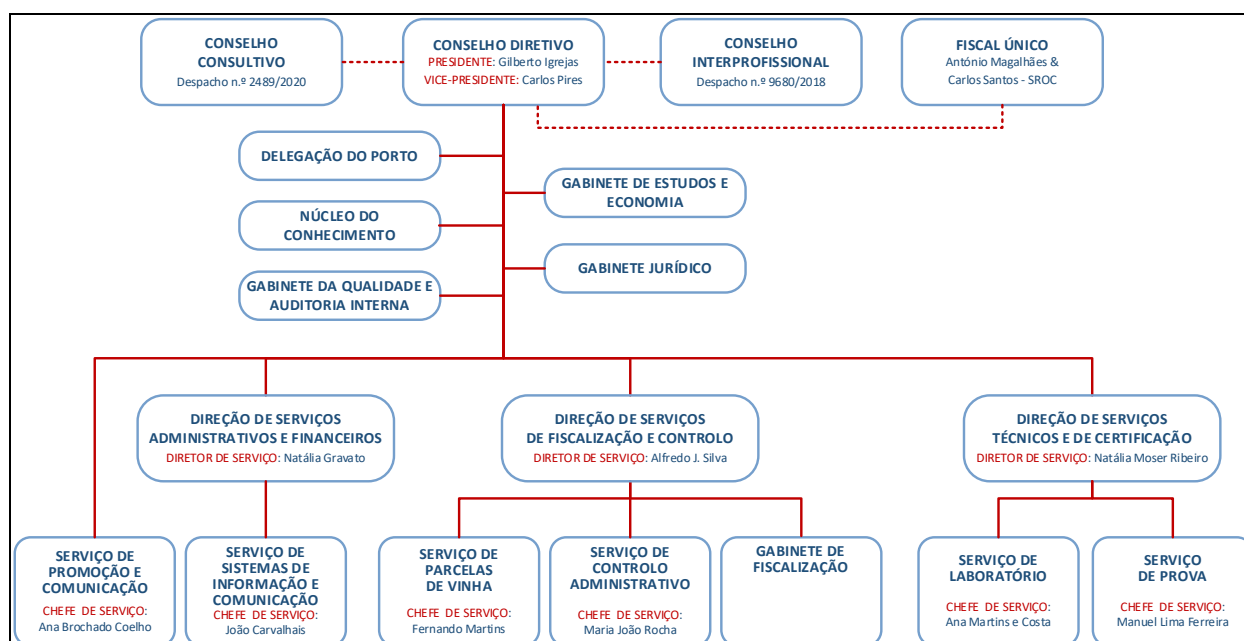 CONSELHO
CONSULTIVO
Despacho n.º 2489/2020
CONSELHO DIRETIVO
PRESIDENTE: Gilberto Igrejas
VICE-PRESIDENTE: Carlos Pires
CONSELHO
INTERPROFISSIONAL
Despacho n.º 9680/2018
FISCAL ÚNICO
António Magalhães &
Carlos Santos - SROC
DELEGAÇÃO DO PORTO
GABINETE DE ESTUDOS E
ECONOMIA
NÚCLEO DO
CONHECIMENTO
GABINETE JURÍDICO
GABINETE DA QUALIDADE E
AUDITORIA INTERNA
DIREÇÃO DE SERVIÇOS
ADMINISTRATIVOS E FINANCEIROS
DIRETOR DE SERVIÇO: Natália Gravato
DIREÇÃO DE SERVIÇOS
DE FISCALIZAÇÃO E CONTROLO
DIRETOR DE SERVIÇO: Alfredo J. Silva
DIREÇÃO DE SERVIÇOS
TÉCNICOS E DE CERTIFICAÇÃO
DIRETOR DE SERVIÇO: Natália Moser Ribeiro
SERVIÇO DE
PROMOÇÃO E
COMUNICAÇÃO
CHEFE DE SERVIÇO:
Ana Brochado Coelho
SERVIÇO DE
SISTEMAS DE
INFORMAÇÃO E
COMUNICAÇÃO
CHEFE DE SERVIÇO:
João Carvalhais
SERVIÇO DE
PARCELAS
DE VINHA
CHEFE DE SERVIÇO:
Fernando Martins
SERVIÇO DE
CONTROLO
ADMINISTRATIVO
CHEFE DE SERVIÇO:
Maria João Rocha
GABINETE DE
FISCALIZAÇÃO
SERVIÇO DE
LABORATÓRIO
CHEFE DE SERVIÇO:
Ana Martins e Costa
SERVIÇO
DE PROVA
CHEFE DE SERVIÇO:
Manuel Lima Ferreira